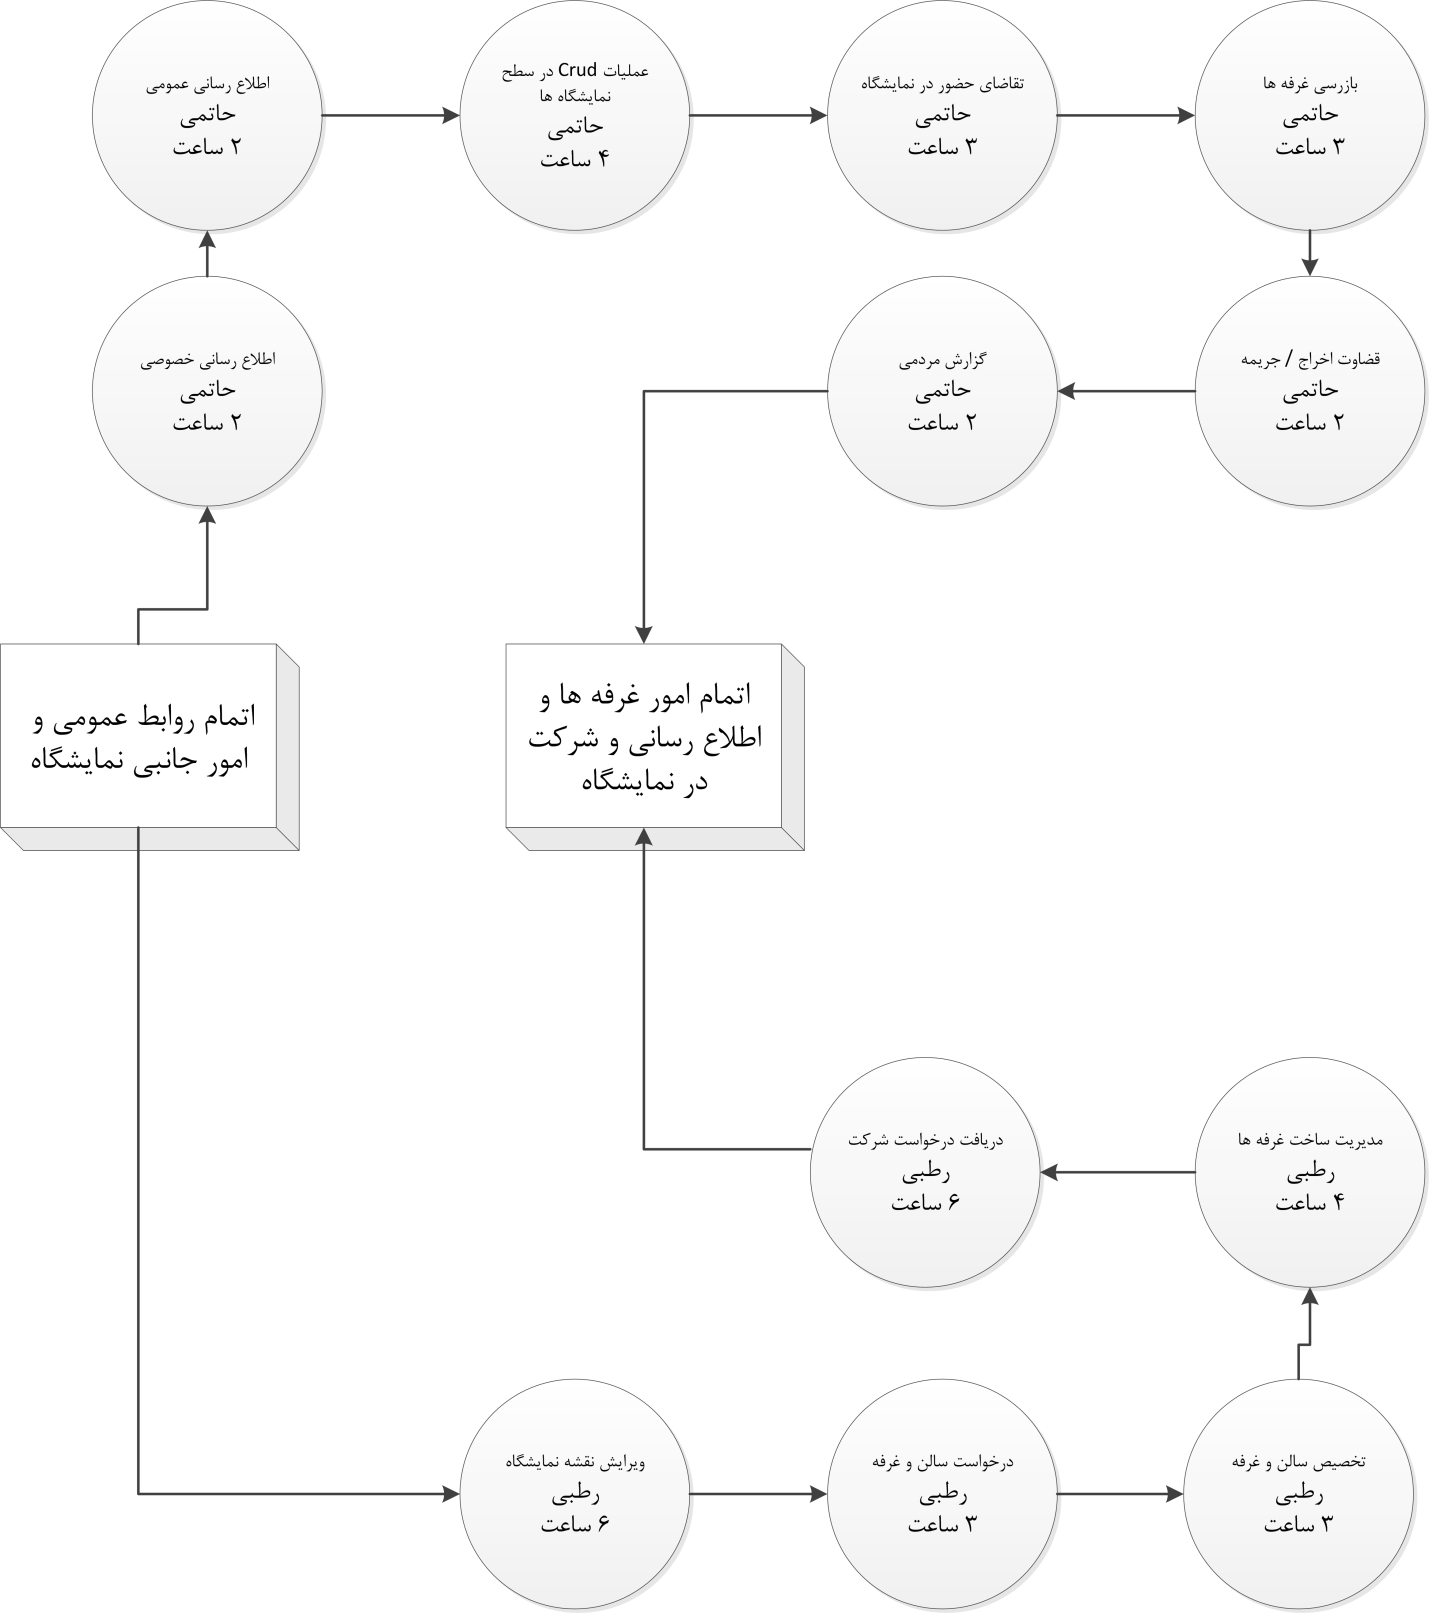 اطلاع رسانی عمومی
حاتمی
۲ ساعت
عملیات Crud در سطح
نمایشگاه ها
حاتمی
۴ ساعت
تقاضای حضور در نمایشگاه
حاتمی
۳ ساعت
بازرسی غرفه ها
حاتمی
۳ ساعت
اطلاع رسانی خصوصی
حاتمی
۲ ساعت
گزارش مردمی
حاتمی
۲ ساعت
قضاوت اخراج / جریمه
حاتمی
۲ ساعت
اتمام روابط عمومی و
امور جانبی نمایشگاه
اتمام امور غرفه ها و
اطلاع رسانی و شرکت
در نمایشگاه
دریافت درخواست شرکت
رطبی
۶ ساعت
مدیریت ساخت غرفه ها
رطبی
۴ ساعت
ویرایش نقشه نمایشگاه
رطبی
۶ ساعت
درخواست سالن و غرفه
رطبی
۳ ساعت
تخصیص سالن و غرفه
رطبی
۳ ساعت